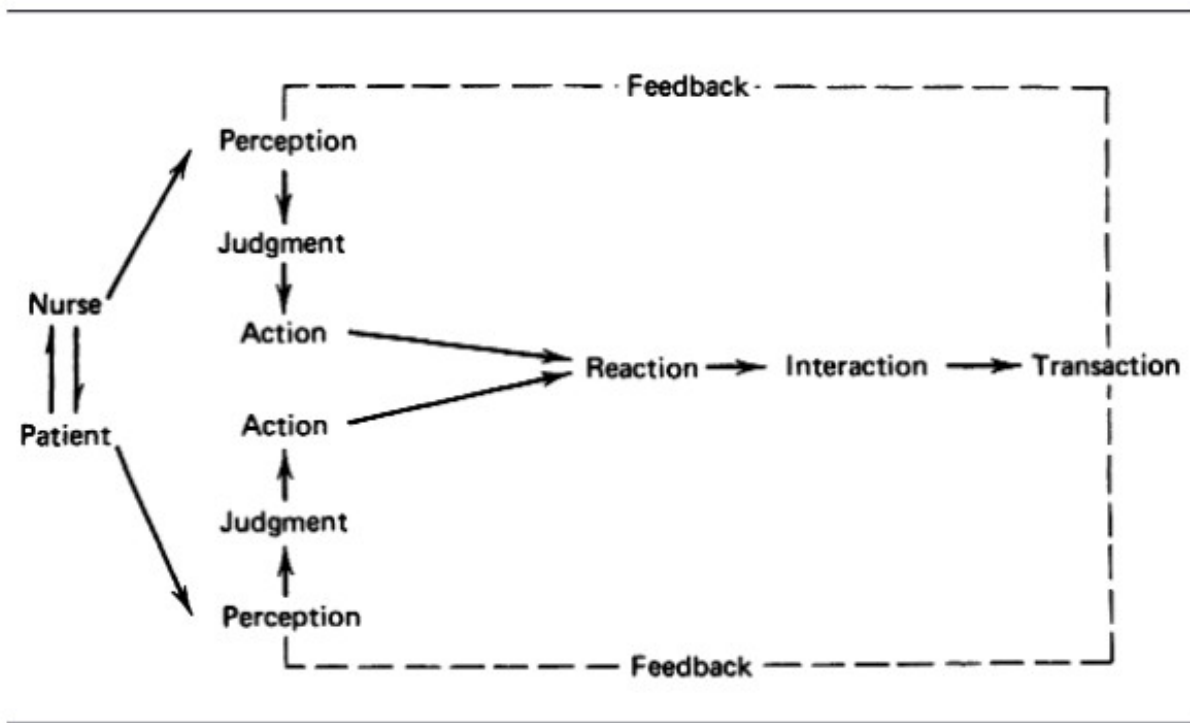 Feedback
Perception
Judgment
Nurse
Action
Reaction
Interaction
Transaction
Action
Patient
Judgment
Perception
Feedback